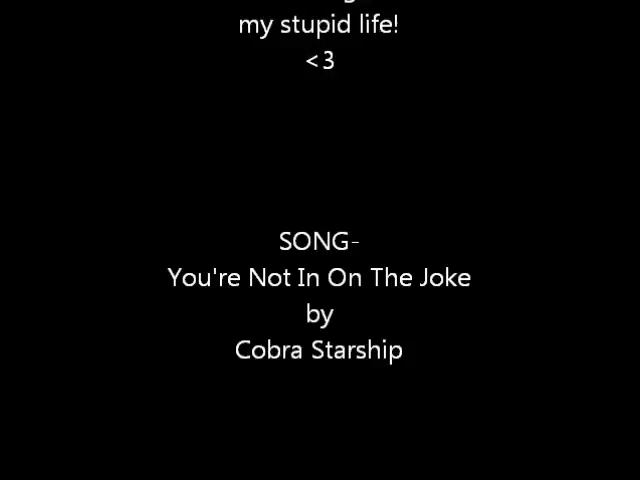 my stupid life!
<3
SONG-
You're Not In On The Joke
by
Cobra Starship